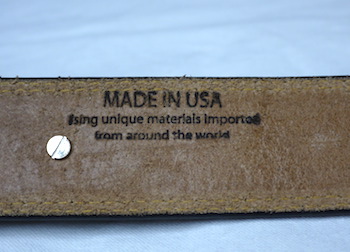 MADE IN USA
using unique materials imported
from around the world